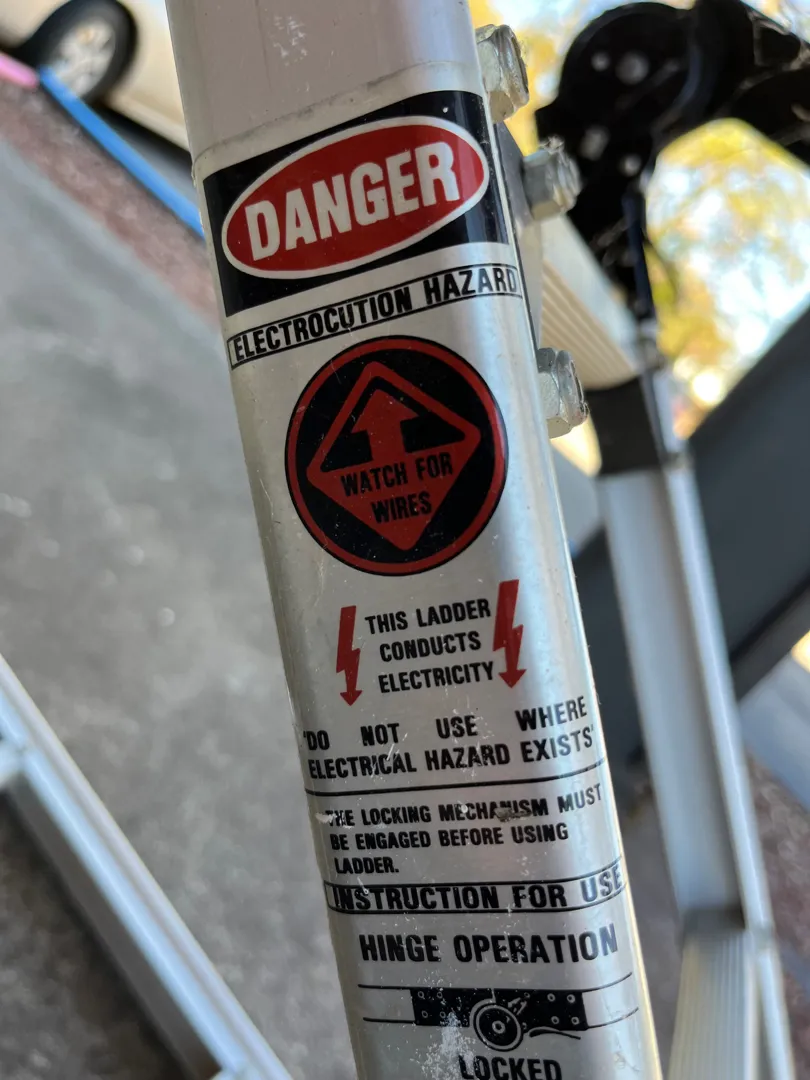 DANGER
ELECTROCUTION HAZARD
WATCH FOR
WIRES
THIS LADDER
CONDUCTS
ELECTRICITY
"DO NOT USE WHERE
ELECTRICAL HAZARD EXISTS"
THE LOCKING MECHANISM MUST
BE ENGAGED BEFORE USING
LADDER.
INSTRUCTION FOR USE
HINGE OPERATION
LOCKED